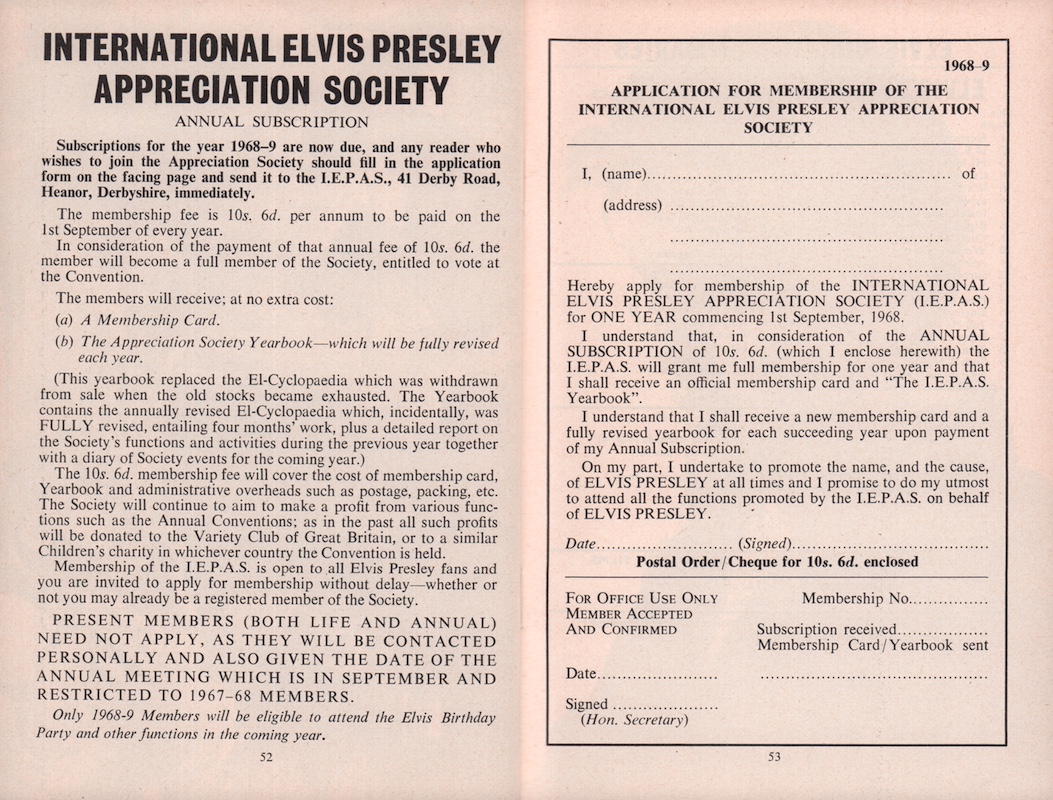 INTERNATIONAL ELVIS PRESLEY
APPRECIATION SOCIETY
ANNUAL SUBSCRIPTION
Subscriptions for the year 1968–9 are now due, and any reader who
wishes to join the Appreciation Society should fill in the application
form on the facing page and send it to the I.E.P.A.S., 41 Derby Road,
Heanor, Derbyshire, immediately.
The membership fee is 10s. 6d. per annum to be paid on the
1st September of every year.
In consideration of the payment of that annual fee of 10s. 6d. the
member will become a full member of the Society, entitled to vote at
the Convention.
The members will receive; at no extra cost:
(a) A Membership Card.
(b) The Appreciation Society Yearbook—which will be fully revised
each year.
(This yearbook replaced the El-Cyclopaedia which was withdrawn
from sale when the old stocks became exhausted. The Yearbook
contains the annually revised El-Cyclopaedia which, incidentally, was
FULLY revised, entailing four months' work, plus a detailed report on
the Society's functions and activities during the previous year together
with a diary of Society events for the coming year.)
The 10s. 6d. membership fee will cover the cost of membership card,
Yearbook and administrative overheads such as postage, packing, etc.
The Society will continue to aim to make a profit from various func-
tions such as the Annual Conventions; as in the past all such profits
will be donated to the Variety Club of Great Britain, or to a similar
Children's charity in whichever country the Convention is held.
Membership of the I.E.P.A.S. is open to all Elvis Presley fans and
you are invited to apply for membership without delay—whether or
not you may already be a registered member of the Society.
PRESENT MEMBERS (BOTH LIFE AND ANNUAL)
NEED NOT APPLY, AS THEY WILL BE CONTACTED
PERSONALLY AND ALSO GIVEN THE DATE OF THE
ANNUAL MEETING WHICH IS IN SEPTEMBER AND
RESTRICTED TO 1967–68 MEMBERS.
Only 1968-9 Members will be eligible to attend the Elvis Birthday
Party and other functions in the coming year.
52
1968–9
APPLICATION FOR MEMBERSHIP OF THE
INTERNATIONAL ELVIS PRESLEY APPRECIATION
SOCIETY
I, (name)................................................... of
(address) ..............................................
..............................................
..............................................
Hereby apply for membership of the INTERNATIONAL
ELVIS PRESLEY APPRECIATION SOCIETY (I.E.P.A.S.)
for ONE YEAR commencing 1st September, 1968.
I understand that, in consideration of the ANNUAL
SUBSCRIPTION of 10s. 6d. (which I enclose herewith) the
I.E.P.A.S. will grant me full membership for one year and that
I shall receive an official membership card and "The I.E.P.A.S.
Yearbook".
I understand that I shall receive a new membership card and a
fully revised yearbook for each succeeding year upon payment
of my Annual Subscription.
On my part, I undertake to promote the name, and the cause,
of ELVIS PRESLEY at all times and I promise to do my utmost
to attend all the functions promoted by the I.E.P.A.S. on behalf
of ELVIS PRESLEY.
Date....................... (Signed).................................
Postal Order/Cheque for 10s. 6d. enclosed
FOR OFFICE USE ONLY Membership No..............
MEMBER ACCEPTED
AND CONFIRMED Subscription received..................
Membership Card/Yearbook sent
Date.................... ......................................
Signed ..................
(Hon. Secretary)
53